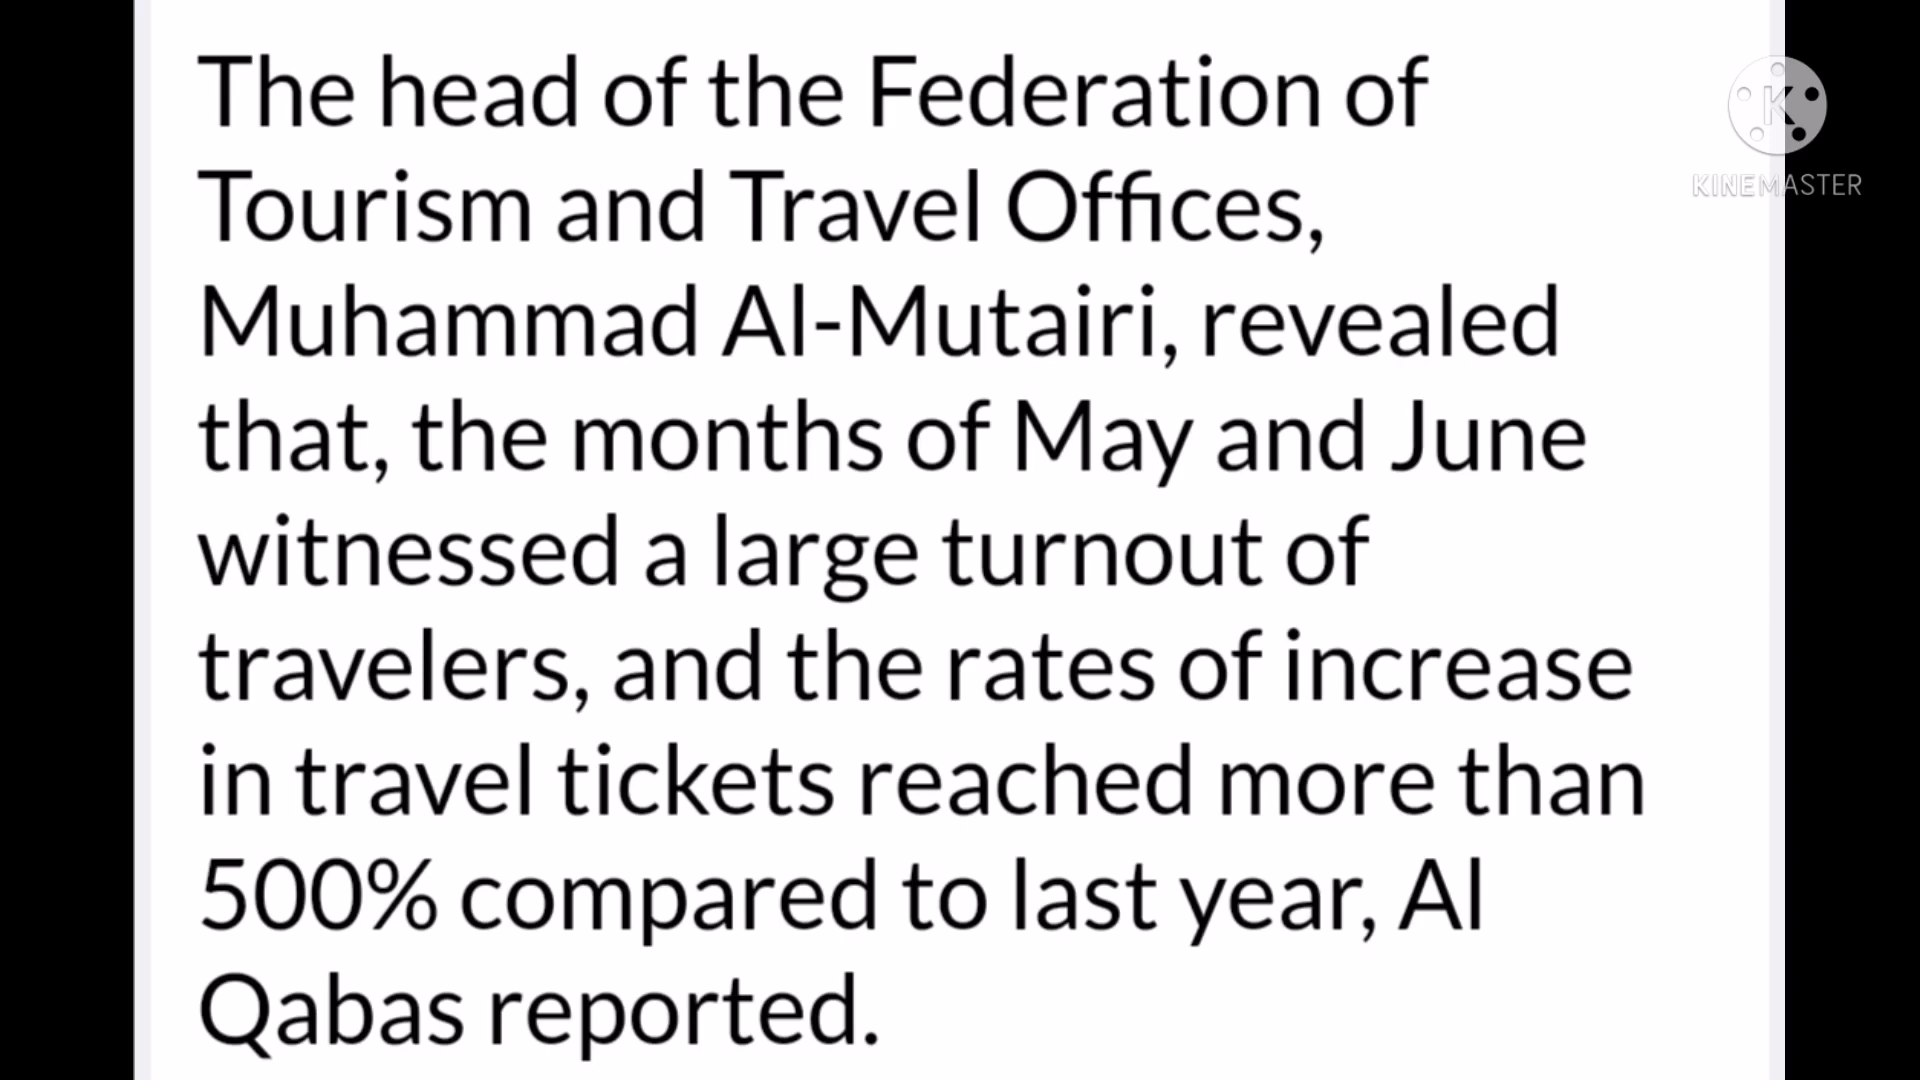 The head of the Federation of
Tourism and Travel Offices,
Muhammad Al-Mutairi, revealed
that, the months of May and June
witnessed a large turnout of
travelers, and the rates of increase
in travel tickets reached more than
500% compared to last year, Al
Qabas reported.
K
KINEMASTER